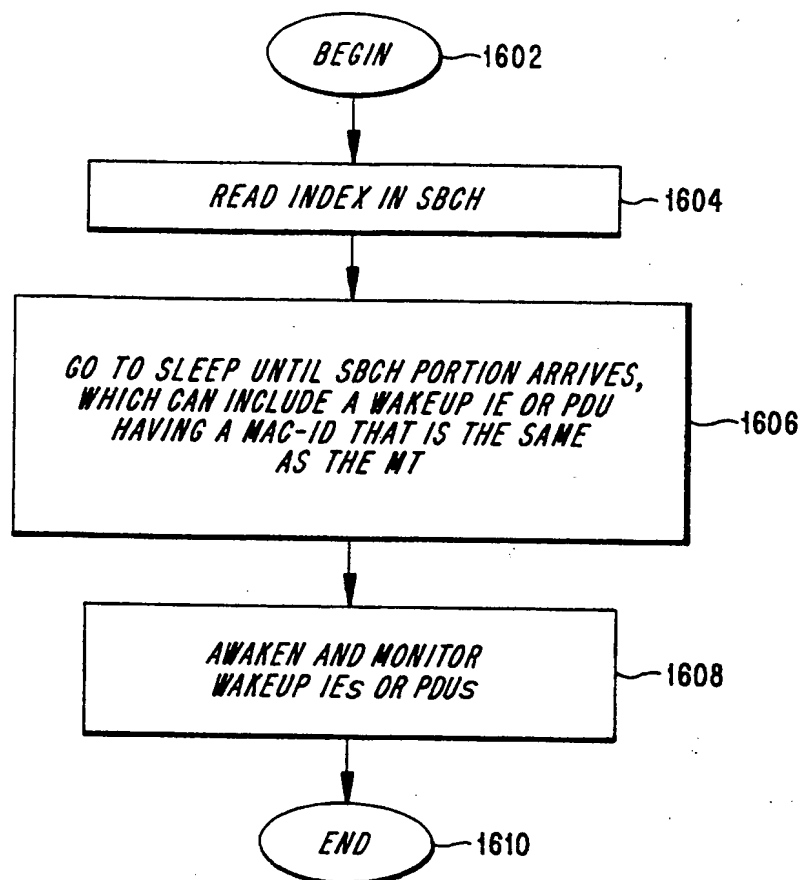 BEGIN 1602
READ INDEX IN SBCH 1604
GO TO SLEEP UNTIL SBCH PORTION ARRIVES,
WHICH CAN INCLUDE A WAKEUP IE OR PDU
HAVING A MAC-ID THAT IS THE SAME
AS THE MT
1606
AWAKEN AND MONITOR
WAKEUP IEs OR PDUs
1608
END 1610